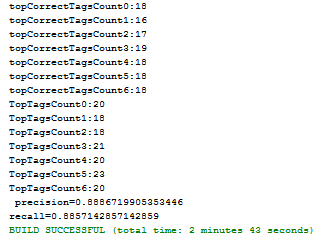 topCorrectTagsCount0:18
topCorrectTagsCount1:16
topCorrectTagsCount2:17
topCorrectTagsCount3:19
topCorrectTagsCount4:18
topCorrectTagsCount5:18
topCorrectTagsCount6:18
TopTagsCount0:20
TopTagsCount1:18
TopTagsCount2:18
TopTagsCount3:21
TopTagsCount4:20
TopTagsCount5:23
TopTagsCount6:20
precision=0.8886719905353446
recall=0.8857142857142859
BUILD SUCCESSFUL (total time: 2 minutes 43 seconds)